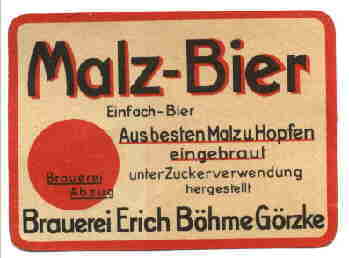 Malz-Bier
Einfach-Bier
Aus besten Malz u. Hopfen
eingebraut
unter Zuckerverwendung
hergestellt
Brauerei
Abzug
Brauerei Erich Böhme Görzke